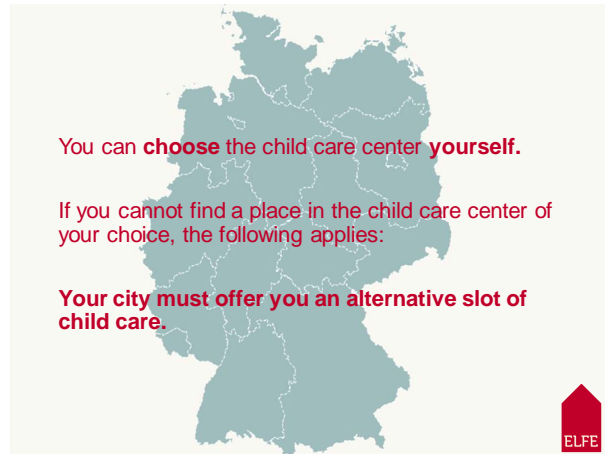 You can choose the child care center yourself.
If you cannot find a place in the child care center of
your choice, the following applies:
Your city must offer you an alternative slot of
child care.
ELFE